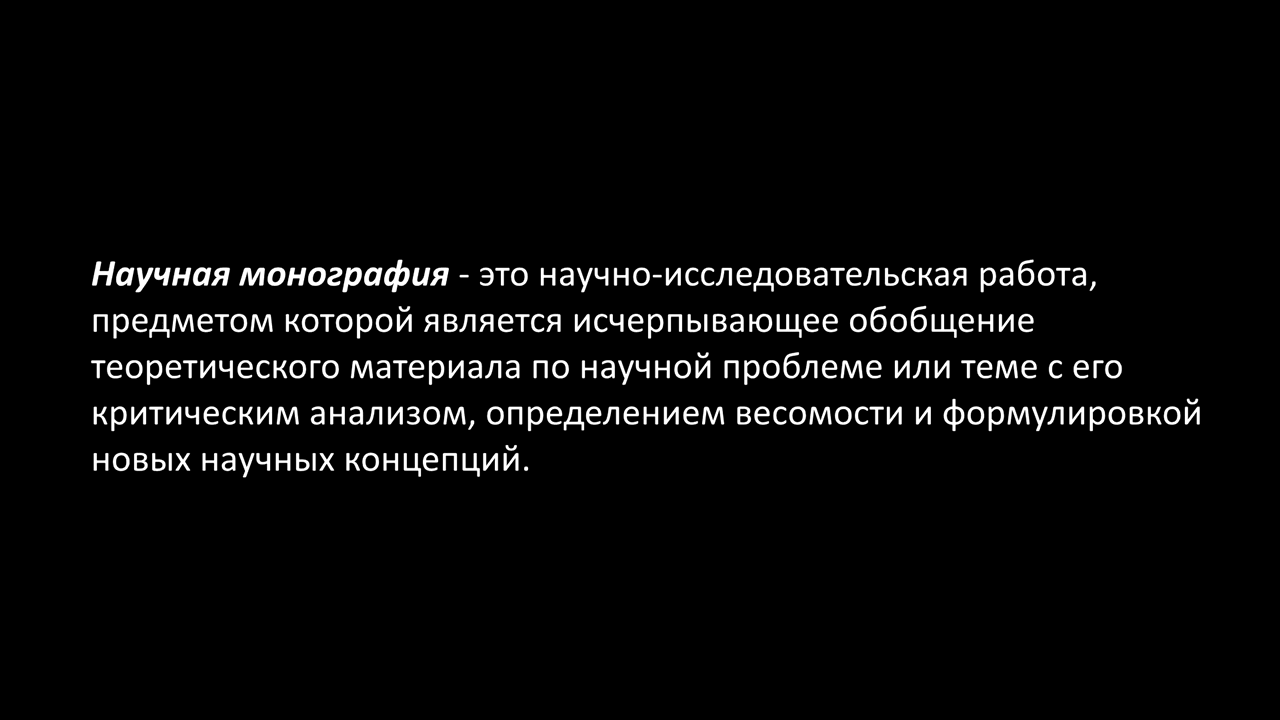 Научная монография - это научно-исследовательская работа,
предметом которой является исчерпывающее обобщение
теоретического материала по научной проблеме или теме с его
критическим анализом, определением весомости и формулировкой
новых научных концепций.